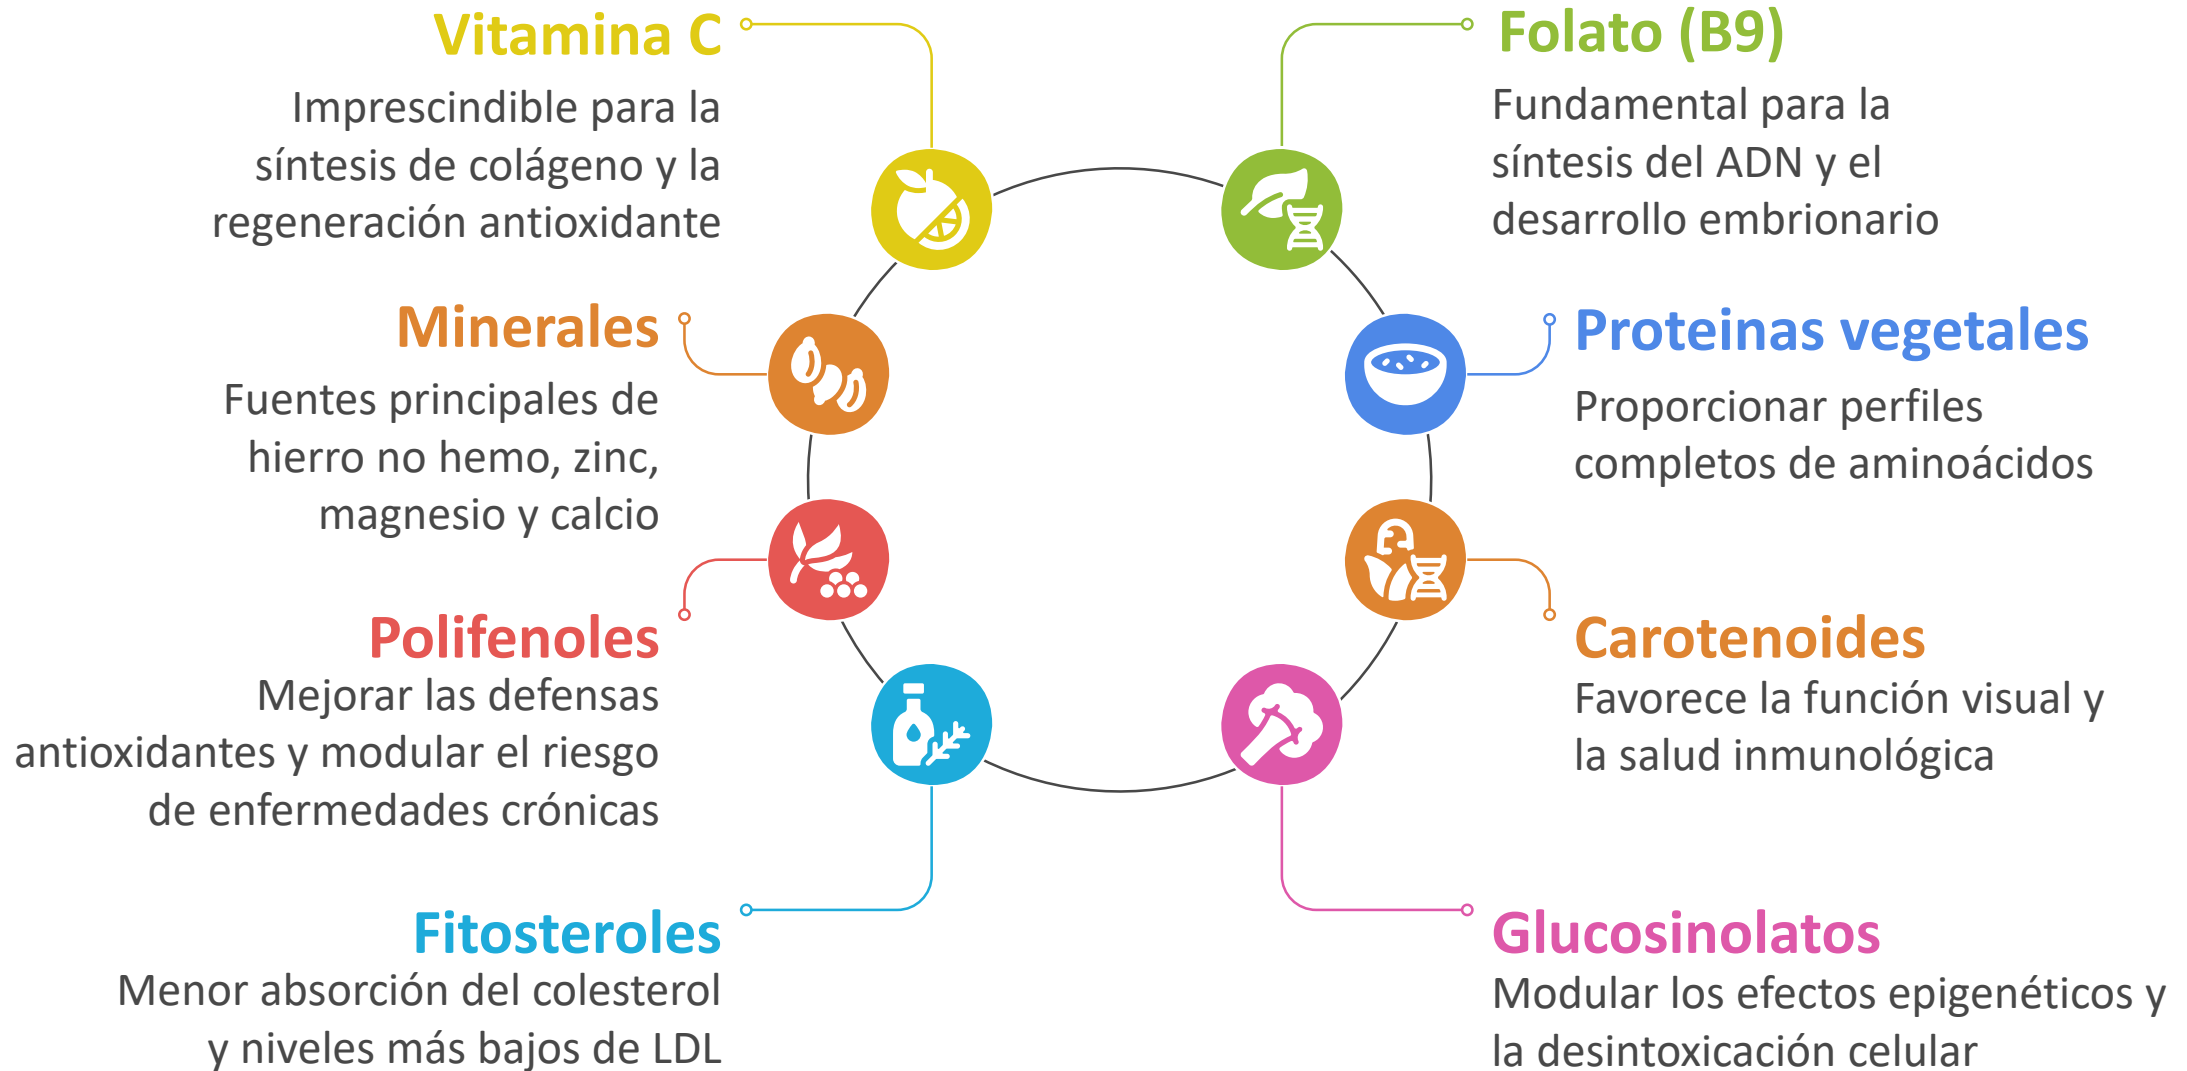 Vitamina C
Imprescindible para la
síntesis de colágeno y la
regeneración antioxidante
Folato (B9)
Fundamental para la
síntesis del ADN y el
desarrollo embrionario
Minerales
Fuentes principales de
hierro no hemo, zinc,
magnesio y calcio
Proteinas vegetales
Proporcionar perfiles
completos de aminoácidos
Polifenoles
Mejorar las defensas
antioxidantes y modular el riesgo
de enfermedades crónicas
Carotenoides
Favorece la función visual y
la salud inmunológica
Fitosteroles
Menor absorción del colesterol
y niveles más bajos de LDL
Glucosinolatos
Modular los efectos epigenéticos y
la desintoxicación celular